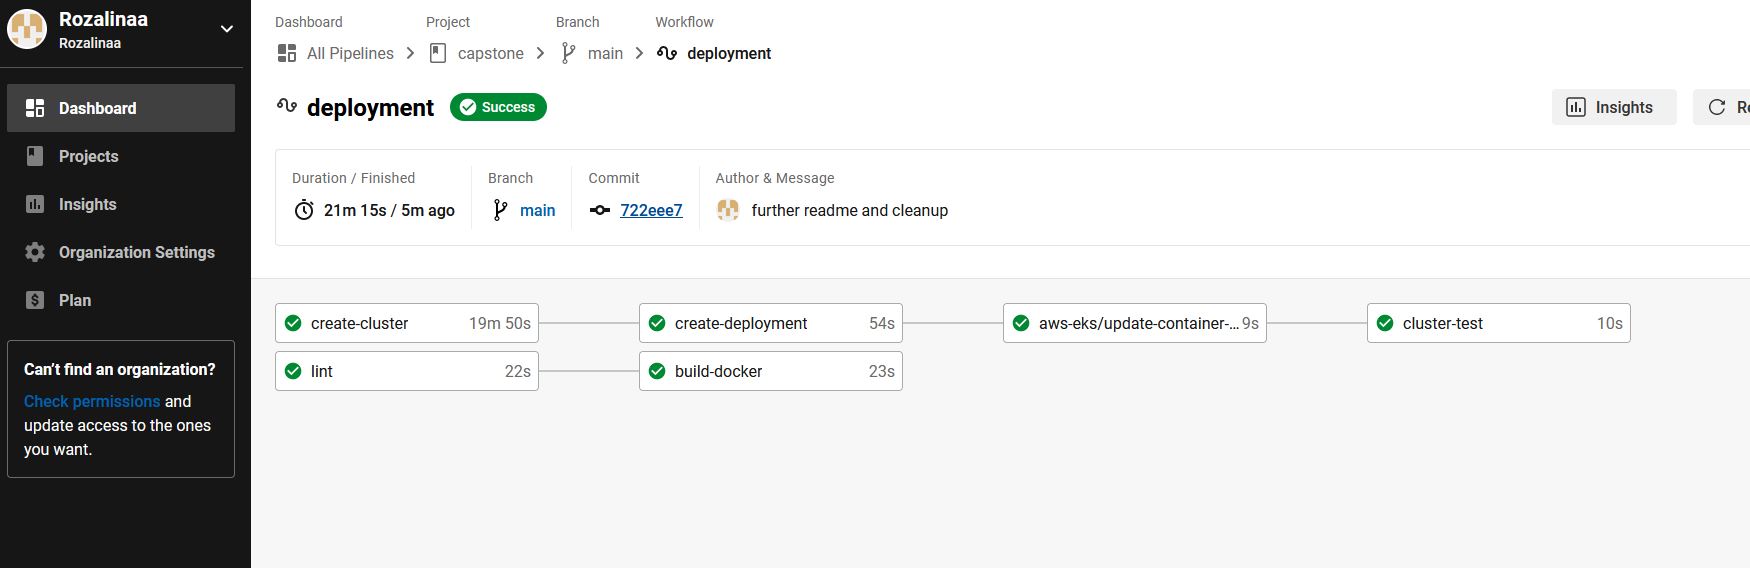 Rozalinaa
Rozalinaa
Dashboard
Projects
Insights
Organization Settings
Plan
Can't find an organization?
Check permissions and
update access to the ones
you want.
Dashboard Project Branch Workflow
All Pipelines capstone main deployment
deployment Success
Insights
Duration / Finished Branch Commit Author & Message
21m 15s / 5m ago main 722eee7 further readme and cleanup
create-cluster 19m 50s create-deployment 54s aws-eks/update-container-... 9s cluster-test 10s
lint 22s build-docker 23s